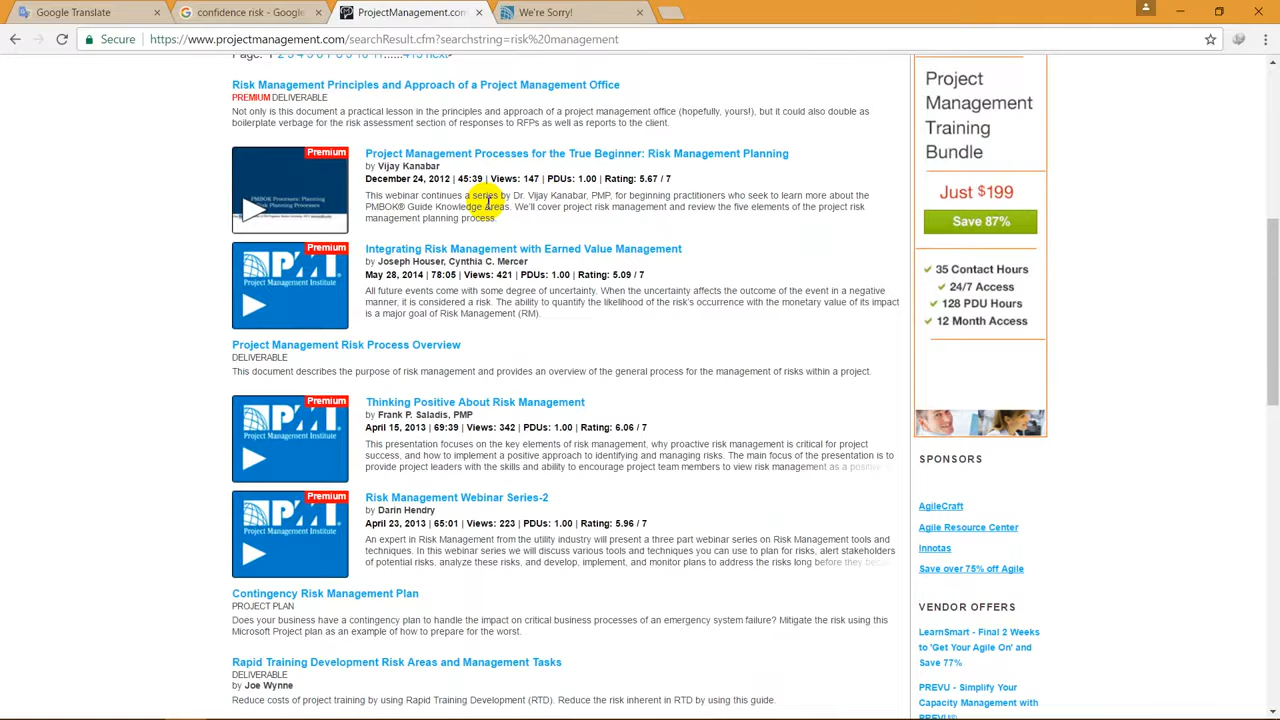 Google Translate
confidence - Google
ProjectManagement.com
We're Sorry!
Secure https://www.projectmanagement.com/searchResult.cfm?searchstring=risk%20management
Risk Management Principles and Approach of a Project Management Office
PREMIUM DELIVERABLE
Not only is this document a practical lesson in the principles and approach of a project management office (hopefully, yours!), but it could also double as
boilerplate verbage for the risk assessment section of responses to RFPs as well as reports to the client.
Premium
Project Management Processes for the True Beginner: Risk Management Planning
by Vijay Kanabar
December 24, 2012 | 45:39 | Views: 147 | PDUs: 1.00 | Rating: 5.67 / 7
This webinar continues a series by Dr. Vijay Kanabar, PMP, for beginning practitioners who seek to learn more about the
PMBOK® Guide Knowledge Areas. We'll cover project risk management and review the five elements of the project risk
management planning process.
Premium
PMI
Project Management Institute
Integrating Risk Management with Earned Value Management
by Joseph Houser, Cynthia C. Mercer
May 28, 2014 | 78:05 | Views: 421 | PDUs: 1.00 | Rating: 5.09 / 7
All future events come with some degree of uncertainty. When the uncertainty affects the outcome of the event in a negative
manner, it is considered a risk. The ability to quantify the likelihood of the risk's occurrence with the monetary value of its impact
is a major goal of Risk Management (RM).
Project Management Risk Process Overview
DELIVERABLE
This document describes the purpose of risk management and provides an overview of the general process for the management of risks within a project.
Premium
PMI
Project Management Institute
Thinking Positive About Risk Management
by Frank P. Saladis, PMP
April 15, 2013 | 69:39 | Views: 342 | PDUs: 1.00 | Rating: 6.06 / 7
This presentation focuses on the key elements of risk management, why proactive risk management is critical for project
success, and how to implement a positive approach to identifying and managing risks. The main focus of the presentation is to
provide project leaders with the skills and ability to encourage project team members to view risk management as a positive
Premium
PMI
Project Management Institute
Risk Management Webinar Series-2
by Darin Hendry
April 23, 2013 | 65:01 | Views: 223 | PDUs: 1.00 | Rating: 5.96 / 7
An expert in Risk Management from the utility industry will present a three part webinar series on Risk Management tools and
techniques. In this webinar series we will discuss various tools and techniques you can use to plan for risks, alert stakeholders
of potential risks, analyze these risks, and develop, implement, and monitor plans to address the risks long before they
Contingency Risk Management Plan
PROJECT PLAN
Does your business have a contingency plan to handle the impact on critical business processes of an emergency system failure? Mitigate the risk using this
Microsoft Project plan as an example of how to prepare for the worst.
Rapid Training Development Risk Areas and Management Tasks
DELIVERABLE
by Joe Wynne
Reduce costs of project training by using Rapid Training Development (RTD). Reduce the risk inherent in RTD by using this guide.
Project
Management
Training
Bundle
Just $199
Save 87%
35 Contact Hours
24/7 Access
128 PDU Hours
12 Month Access
SPONSORS
AgileCraft
Agile Resource Center
Innotas
Save over 75% off Agile
VENDOR OFFERS
LearnSmart - Final 2 Weeks
to 'Get Your Agile On' and
Save 77%
PREVU - Simplify Your
Capacity Management with
PREVU®